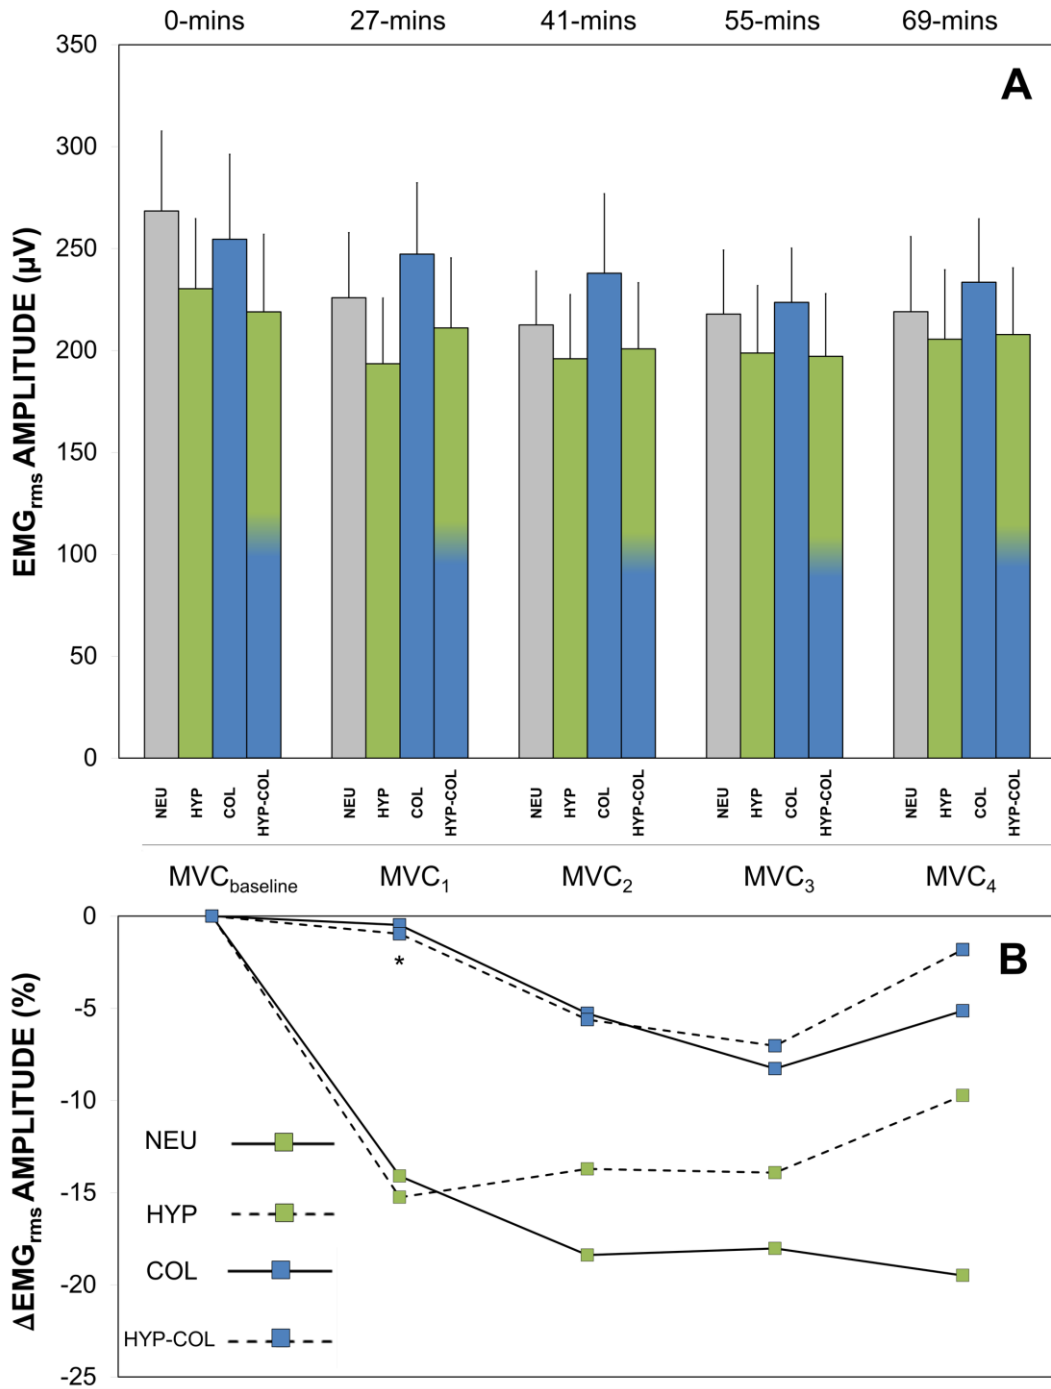 0-mins 27-mins 41-mins 55-mins 69-mins
A
EMGrms AMPLITUDE (µV)
350
300
250
200
150
100
50
0
NEU HYP COL HYP-COL NEU HYP COL HYP-COL NEU HYP COL HYP-COL NEU HYP COL HYP-COL NEU HYP COL HYP-COL
MVCbaseline MVC1 MVC2 MVC3 MVC4
B
ΔEMGrms AMPLITUDE (%)
0
-5
-10
-15
-20
-25
*
NEU
HYP
COL
HYP-COL